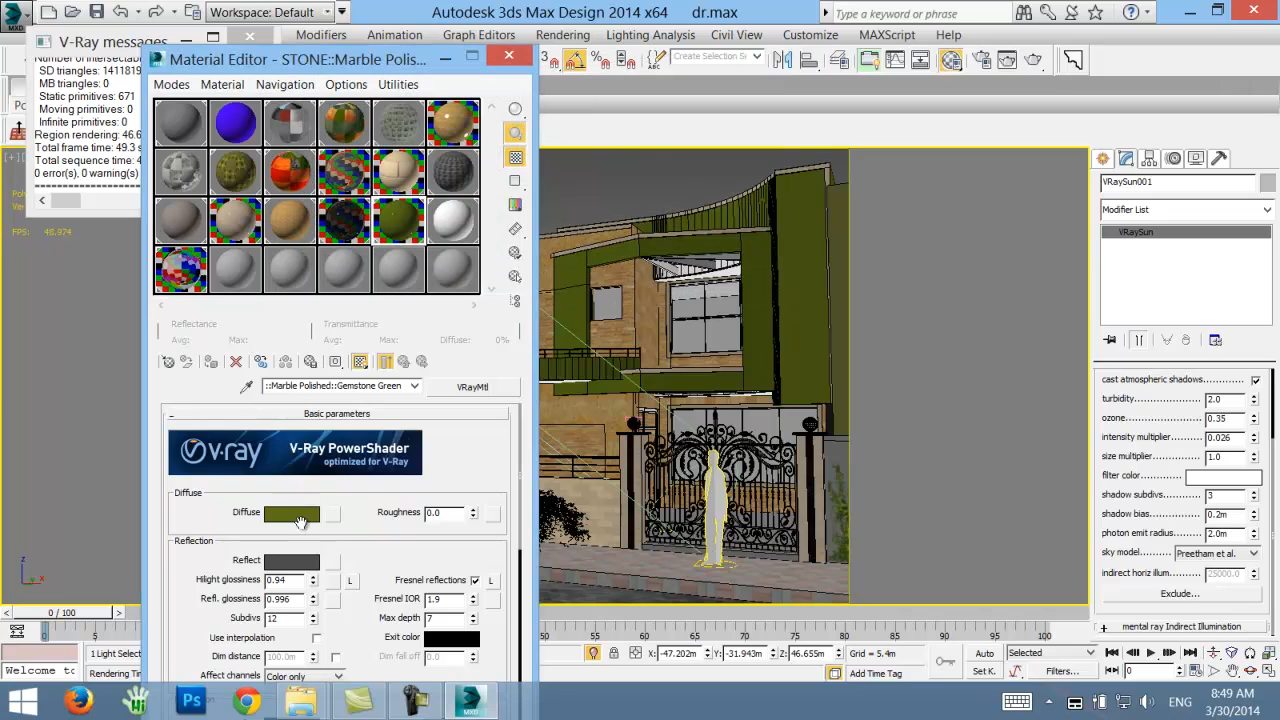 Workspace: Default
Autodesk 3ds Max Design 2014 x64 dr.max
Type a keyword or phrase
V-Ray messages
Modifiers Animation Graph Editors Rendering Lighting Analysis Civil View Customize MAXScript Help
Create Selection Se
SD triangles: 1411819
MB triangles: 0
Static primitives: 671
Moving primitives: 0
Infinite primitives: 0
Region rendering: 46.6
Total frame time: 49.3 s
Total sequence time: 4
0 error(s), 0 warning(s)
FPS: 48.974
Material Editor - STONE::Marble Polis...
Modes Material Navigation Options Utilities
Reflectance
Avg: Max:
Transmittance
Avg: Max: Diffuse: 0%
::Marble Polished::Gemstone Green
VRayMtl
Basic parameters
v·ray
V-Ray PowerShader
optimized for V-Ray
Diffuse
Diffuse Roughness 0.0
Reflection
Reflect
Hilight glossiness 0.94 L Fresnel reflections L
Refl. glossiness 0.996 Fresnel IOR 1.9
Subdivs 12 Max depth 7
Use interpolation Exit color
Dim distance 100.0m Dim fall off 0.0
Affect channels Color only
VRaySun001
Modifier List
VRaySun
cast atmospheric shadows
turbidity 2.0
ozone 0.35
intensity multiplier 0.026
size multiplier 1.0
filter color
shadow subdivs 3
shadow bias 0.2m
photon emit radius 2.0m
sky model Preetham et al.
indirect horiz illum. 25000.0
Exclude...
mental ray Indirect Illumination
0 / 100
5 50 55 60 65 70 75 80 85 90 95 100
1 Light Selected
X: -47.202m Y: -31.943m Z: 46.655m Grid = 5.4m
Auto Selected
Welcome to
Rendering Tim
Add Time Tag
Set K. Filters... 0
ENG
8:49 AM
3/30/2014